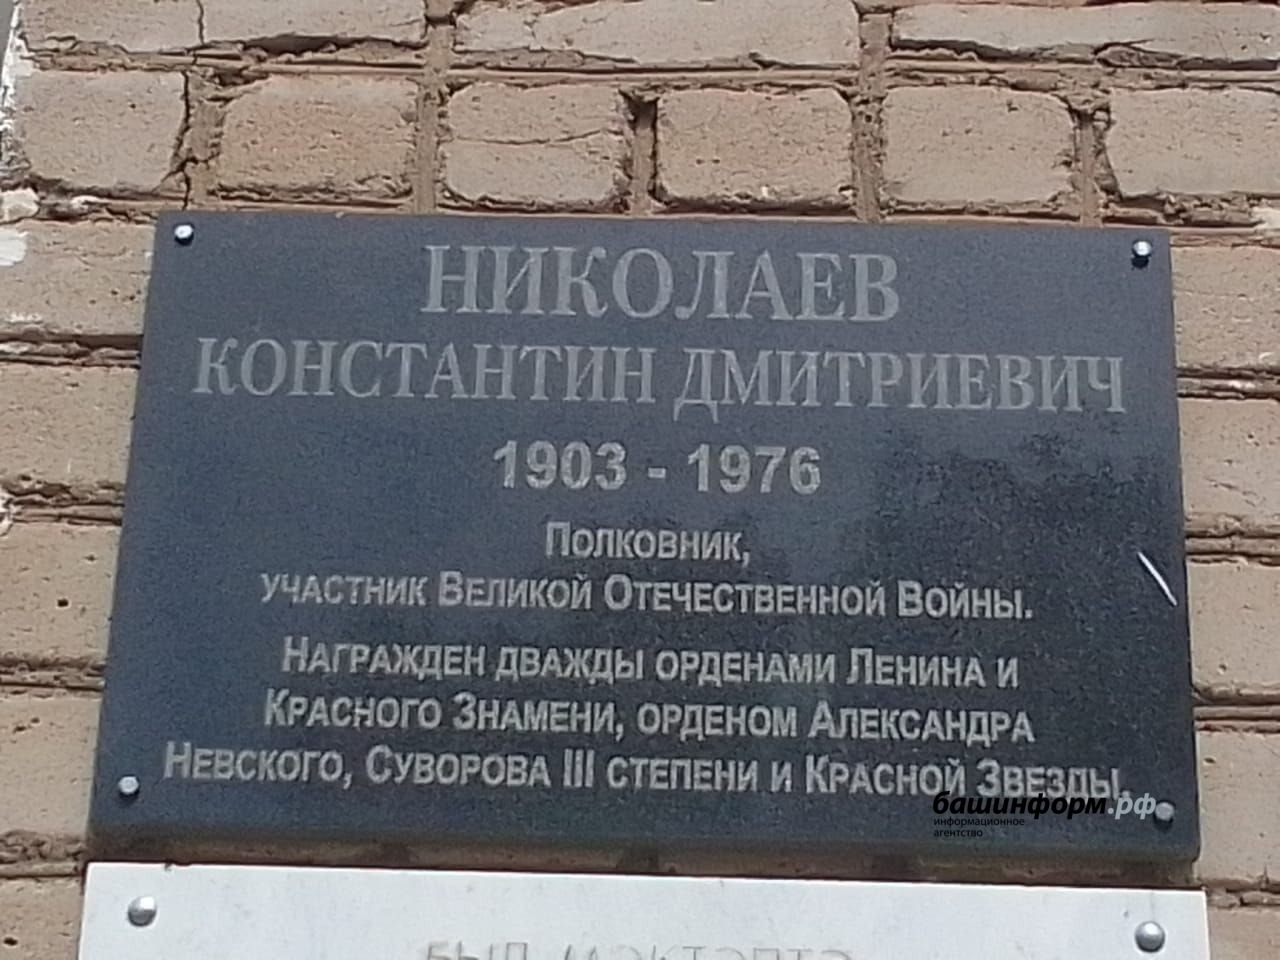 НИКОЛАЕВ
КОНСТАНТИН ДМИТРИЕВИЧ
1903 - 1976
Полковник,
участник Великой Отечественной Войны.
Награжден дважды орденами Ленина и
Красного Знамени, орденом Александра
Невского, Суворова III степени и Красной Звезды.
башинформ.рф
информационное
агентство